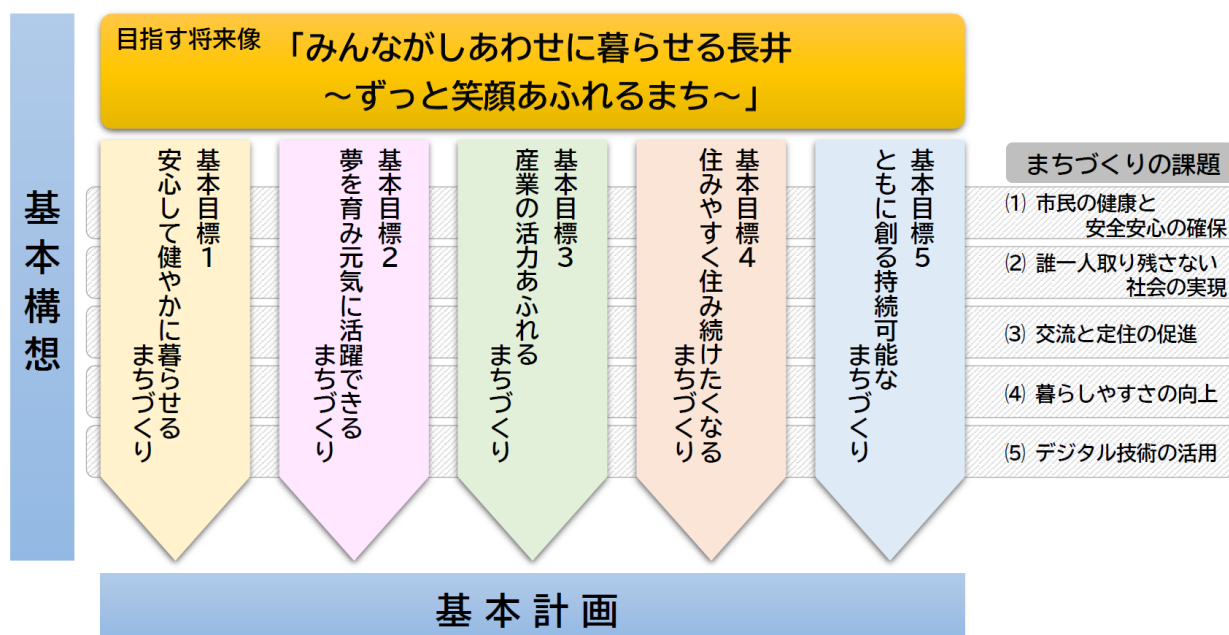 基本構想
目指す将来像
「みんながしあわせに暮らせる長井
～ずっと笑顔あふれるまち～」
基本目標1
安心して健やかに暮らせる
まちづくり
基本目標2
夢を育み元気に活躍できる
まちづくり
基本目標3
産業の活力あふれる
まちづくり
基本目標4
住みやすく住み続けたくなる
まちづくり
基本目標5
ともに創る持続可能な
まちづくり
まちづくりの課題
⑴ 市民の健康と
安全安心の確保
⑵ 誰一人取り残さない
社会の実現
⑶ 交流と定住の促進
⑷ 暮らしやすさの向上
⑸ デジタル技術の活用
基本計画